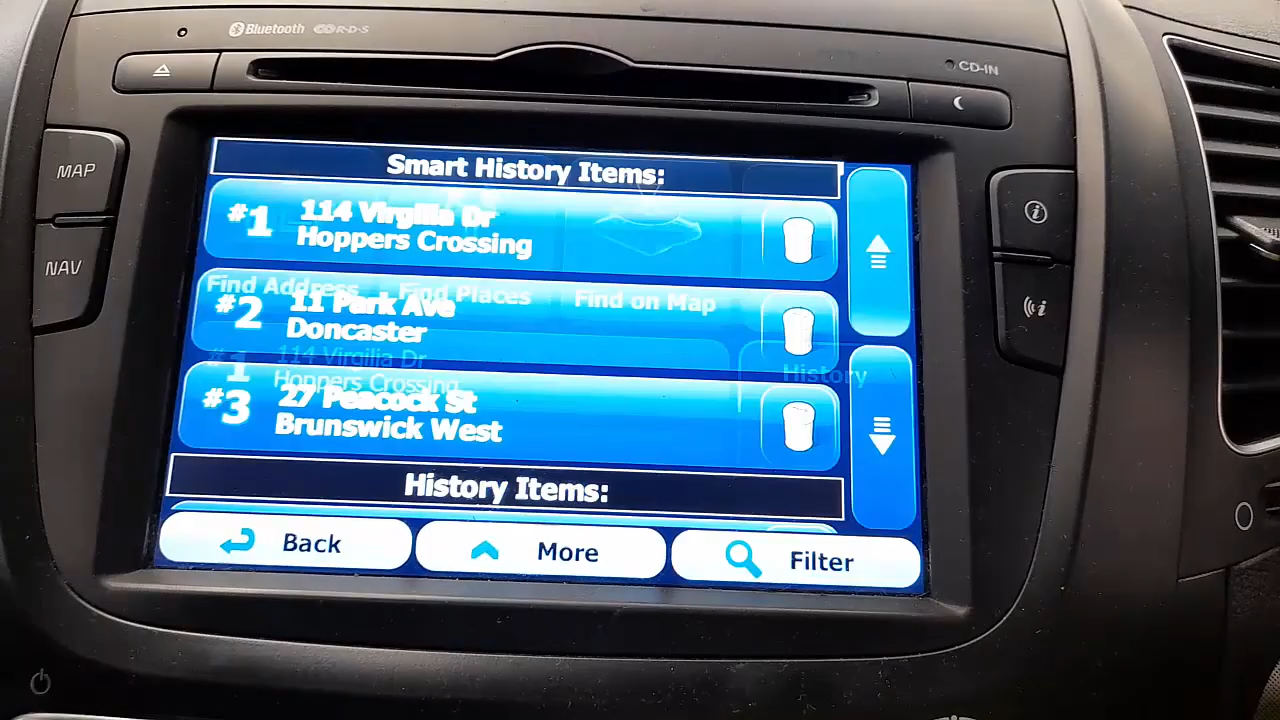 Bluetooth R·D·S
CD-IN
MAP
NAV
Smart History Items:
#1 114 Virgilia Dr
Hoppers Crossing
Find Address Find Places Find on Map
#2 11 Park Ave
Doncaster
#1 114 Virgilia Dr
Hoppers Crossing
History
#3 27 Peacock St
Brunswick West
History Items:
Back More Filter